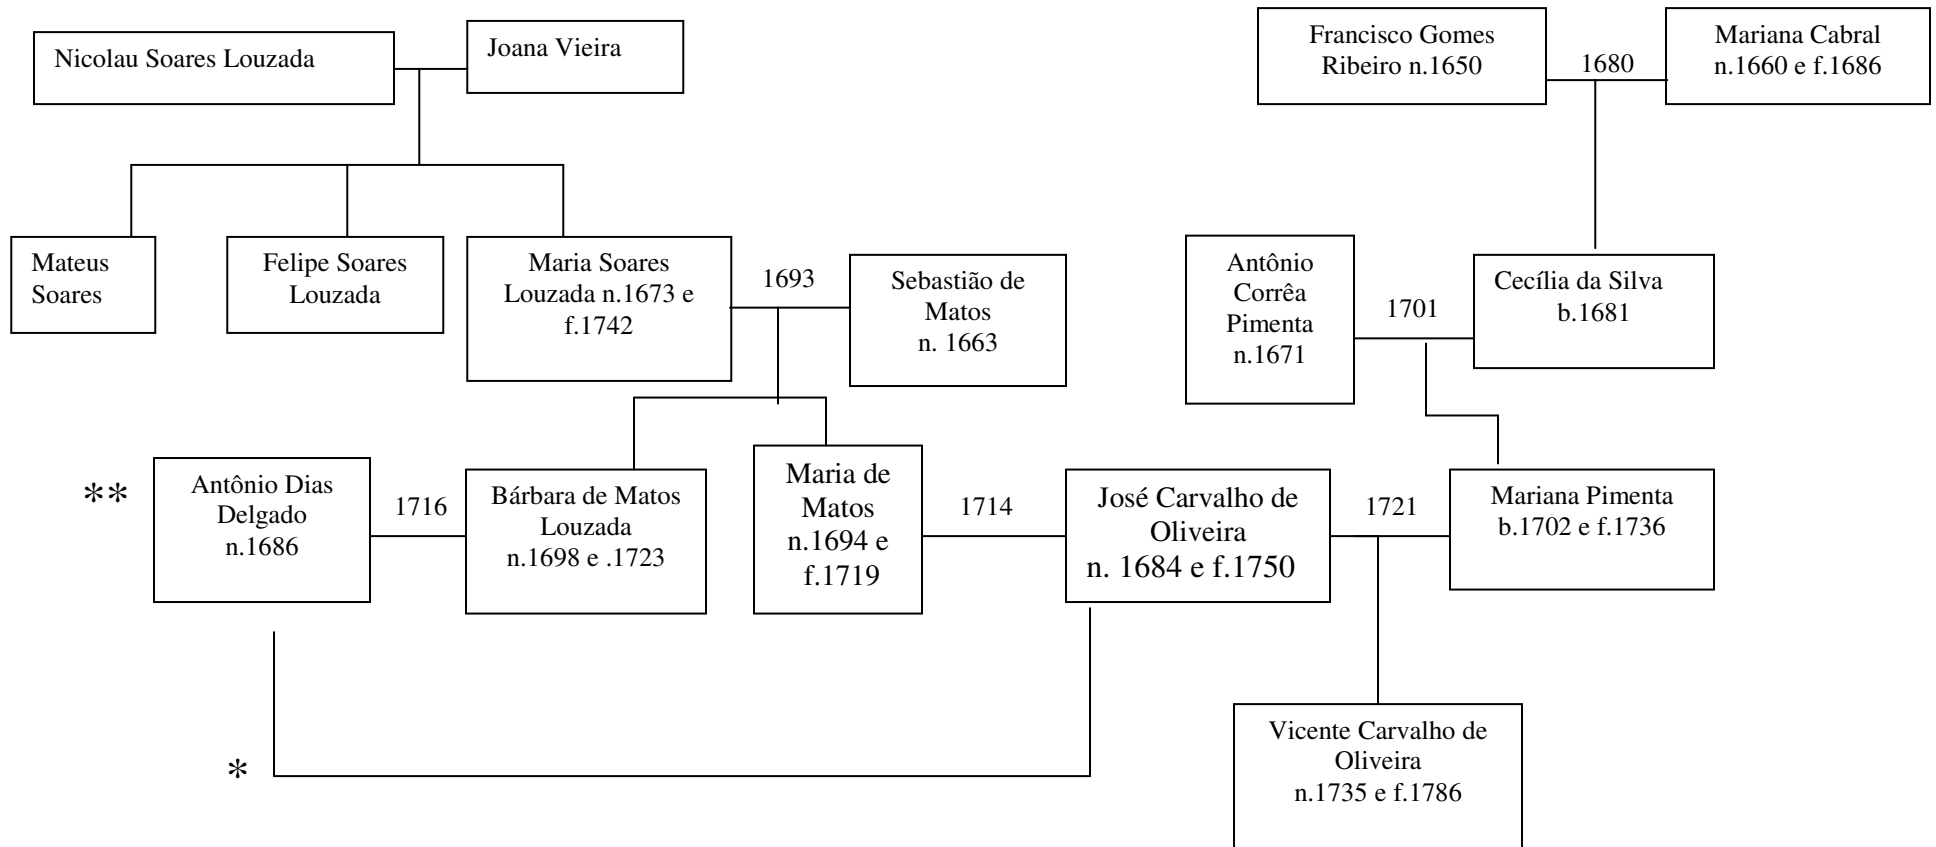 Nicolau Soares Louzada
Joana Vieira
Francisco Gomes
Ribeiro n.1650
1680
Mariana Cabral
n.1660 e f.1686
Mateus
Soares
Felipe Soares
Louzada
Maria Soares
Louzada n.1673 e
f.1742
1693
Sebastião de
Matos
n. 1663
Antônio
Corrêa
Pimenta
n.1671
1701
Cecília da Silva
b.1681
**
Antônio Dias
Delgado
n.1686
1716
Bárbara de Matos
Louzada
n.1698 e .1723
Maria de
Matos
n.1694 e
f.1719
1714
José Carvalho de
Oliveira
n. 1684 e f.1750
1721
Mariana Pimenta
b.1702 e f.1736
*
Vicente Carvalho de
Oliveira
n.1735 e f.1786